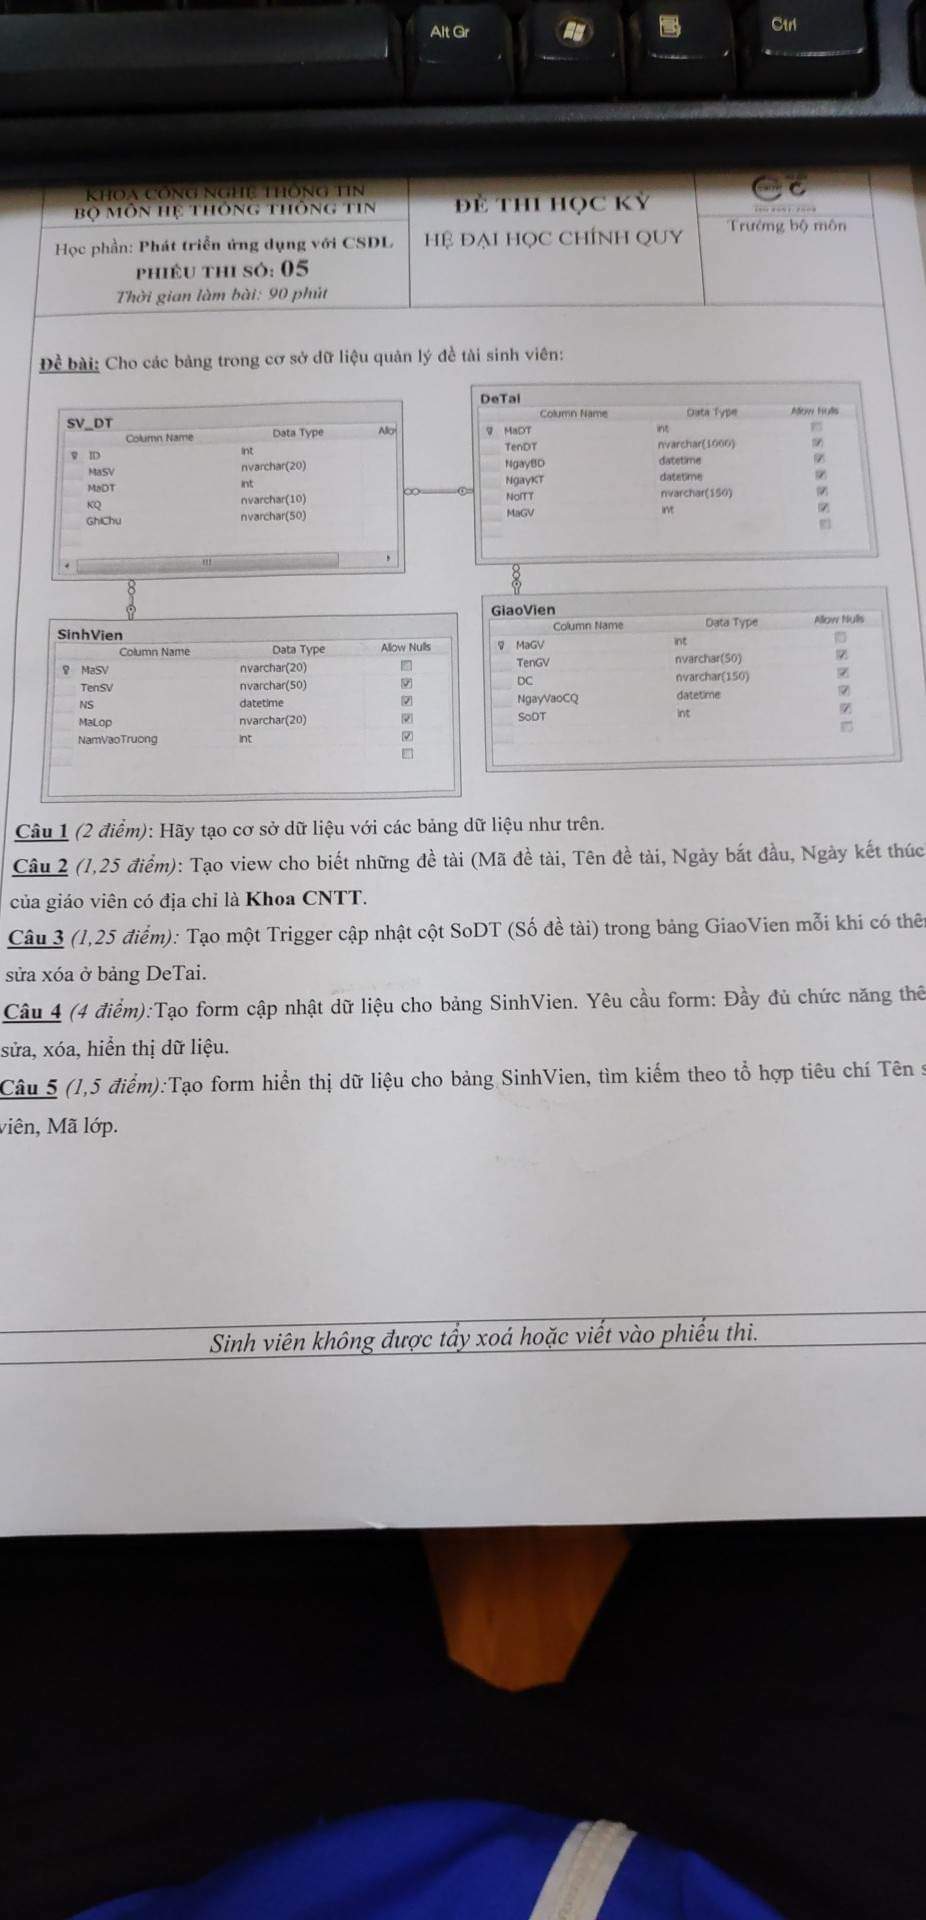 Alt Gr
Ctrl
KHOA CÔNG NGHỆ THÔNG TIN
BỘ MÔN HỆ THỐNG THÔNG TIN
Học phần: Phát triển ứng dụng với CSDL
PHIẾU THI SỐ: 05
Thời gian làm bài: 90 phút
ĐỀ THI HỌC KỲ
HỆ ĐẠI HỌC CHÍNH QUY
Trưởng bộ môn
Đề bài: Cho các bảng trong cơ sở dữ liệu quản lý đề tài sinh viên:
SV_DT
Column Name Data Type Allo
ID int
MaSV nvarchar(20)
MaDT int
KQ nvarchar(10)
GhiChu nvarchar(50)
DeTai
Column Name Data Type Allow Nulls
MaDT int
TenDT nvarchar(1000)
NgayBD datetime
NgayKT datetime
NoiTT nvarchar(150)
MaGV int
SinhVien
Column Name Data Type Allow Nulls
MaSV nvarchar(20)
TenSV nvarchar(50)
NS datetime
MaLop nvarchar(20)
NamVaoTruong int
GiaoVien
Column Name Data Type Allow Nulls
MaGV int
TenGV nvarchar(50)
DC nvarchar(150)
NgayVaoCQ datetime
SoDT int
Câu 1 (2 điểm): Hãy tạo cơ sở dữ liệu với các bảng dữ liệu như trên.
Câu 2 (1,25 điểm): Tạo view cho biết những đề tài (Mã đề tài, Tên đề tài, Ngày bắt đầu, Ngày kết thúc
của giáo viên có địa chỉ là Khoa CNTT.
Câu 3 (1,25 điểm): Tạo một Trigger cập nhật cột SoDT (Số đề tài) trong bảng GiaoVien mỗi khi có thê
sửa xóa ở bảng DeTai.
Câu 4 (4 điểm):Tạo form cập nhật dữ liệu cho bảng SinhVien. Yêu cầu form: Đầy đủ chức năng thê
sửa, xóa, hiển thị dữ liệu.
Câu 5 (1,5 điểm):Tạo form hiển thị dữ liệu cho bảng SinhVien, tìm kiếm theo tổ hợp tiêu chí Tên s
viên, Mã lớp.
Sinh viên không được tẩy xoá hoặc viết vào phiếu thi.